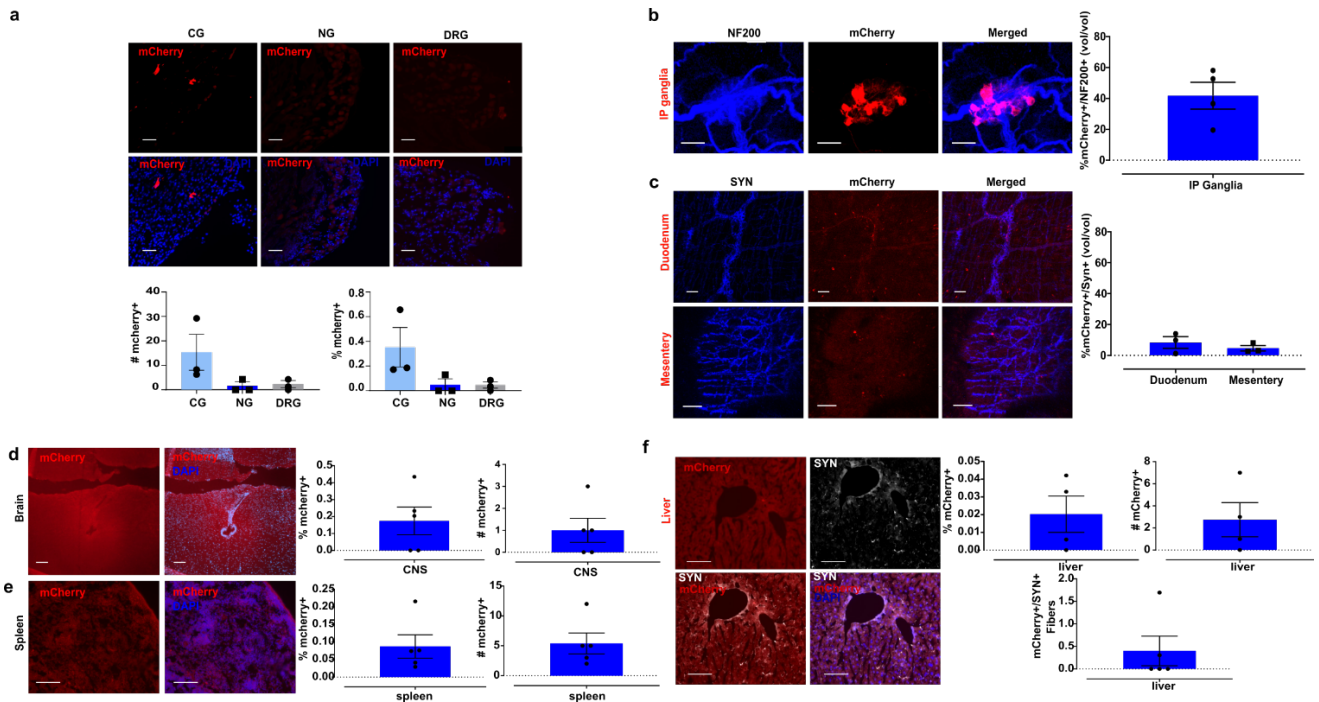 a
CG NG DRG
mCherry mCherry mCherry
mCherry DAPI mCherry DAPI mCherry DAPI
# mcherry+
40
30
20
10
0
CG NG DRG
% mcherry+
0.8
0.6
0.4
0.2
0.0
CG NG DRG
b
NF200 mCherry Merged
IP ganglia
%mCherry+/NF200+ (vol/vol)
80
60
40
20
0
IP Ganglia
c
SYN mCherry Merged
Duodenum
Mesentery
%mCherry+/Syn+ (vol/vol)
80
60
40
20
0
Duodenum Mesentery
d
Brain
mCherry mCherry
DAPI
% mcherry+
0.5
0.4
0.3
0.2
0.1
0.0
CNS
# mcherry+
4
3
2
1
0
CNS
e
Spleen
mCherry mCherry
DAPI
% mcherry+
0.25
0.20
0.15
0.10
0.05
0.00
spleen
# mcherry+
15
10
5
0
spleen
f
Liver
mCherry SYN
SYN SYN
mCherry mCherry
DAPI
% mCherry+
0.05
0.04
0.03
0.02
0.01
0.00
liver
# mCherry+
8
6
4
2
0
liver
mCherry+/SYN+
Fibers
2.0
1.5
1.0
0.5
0.0
liver